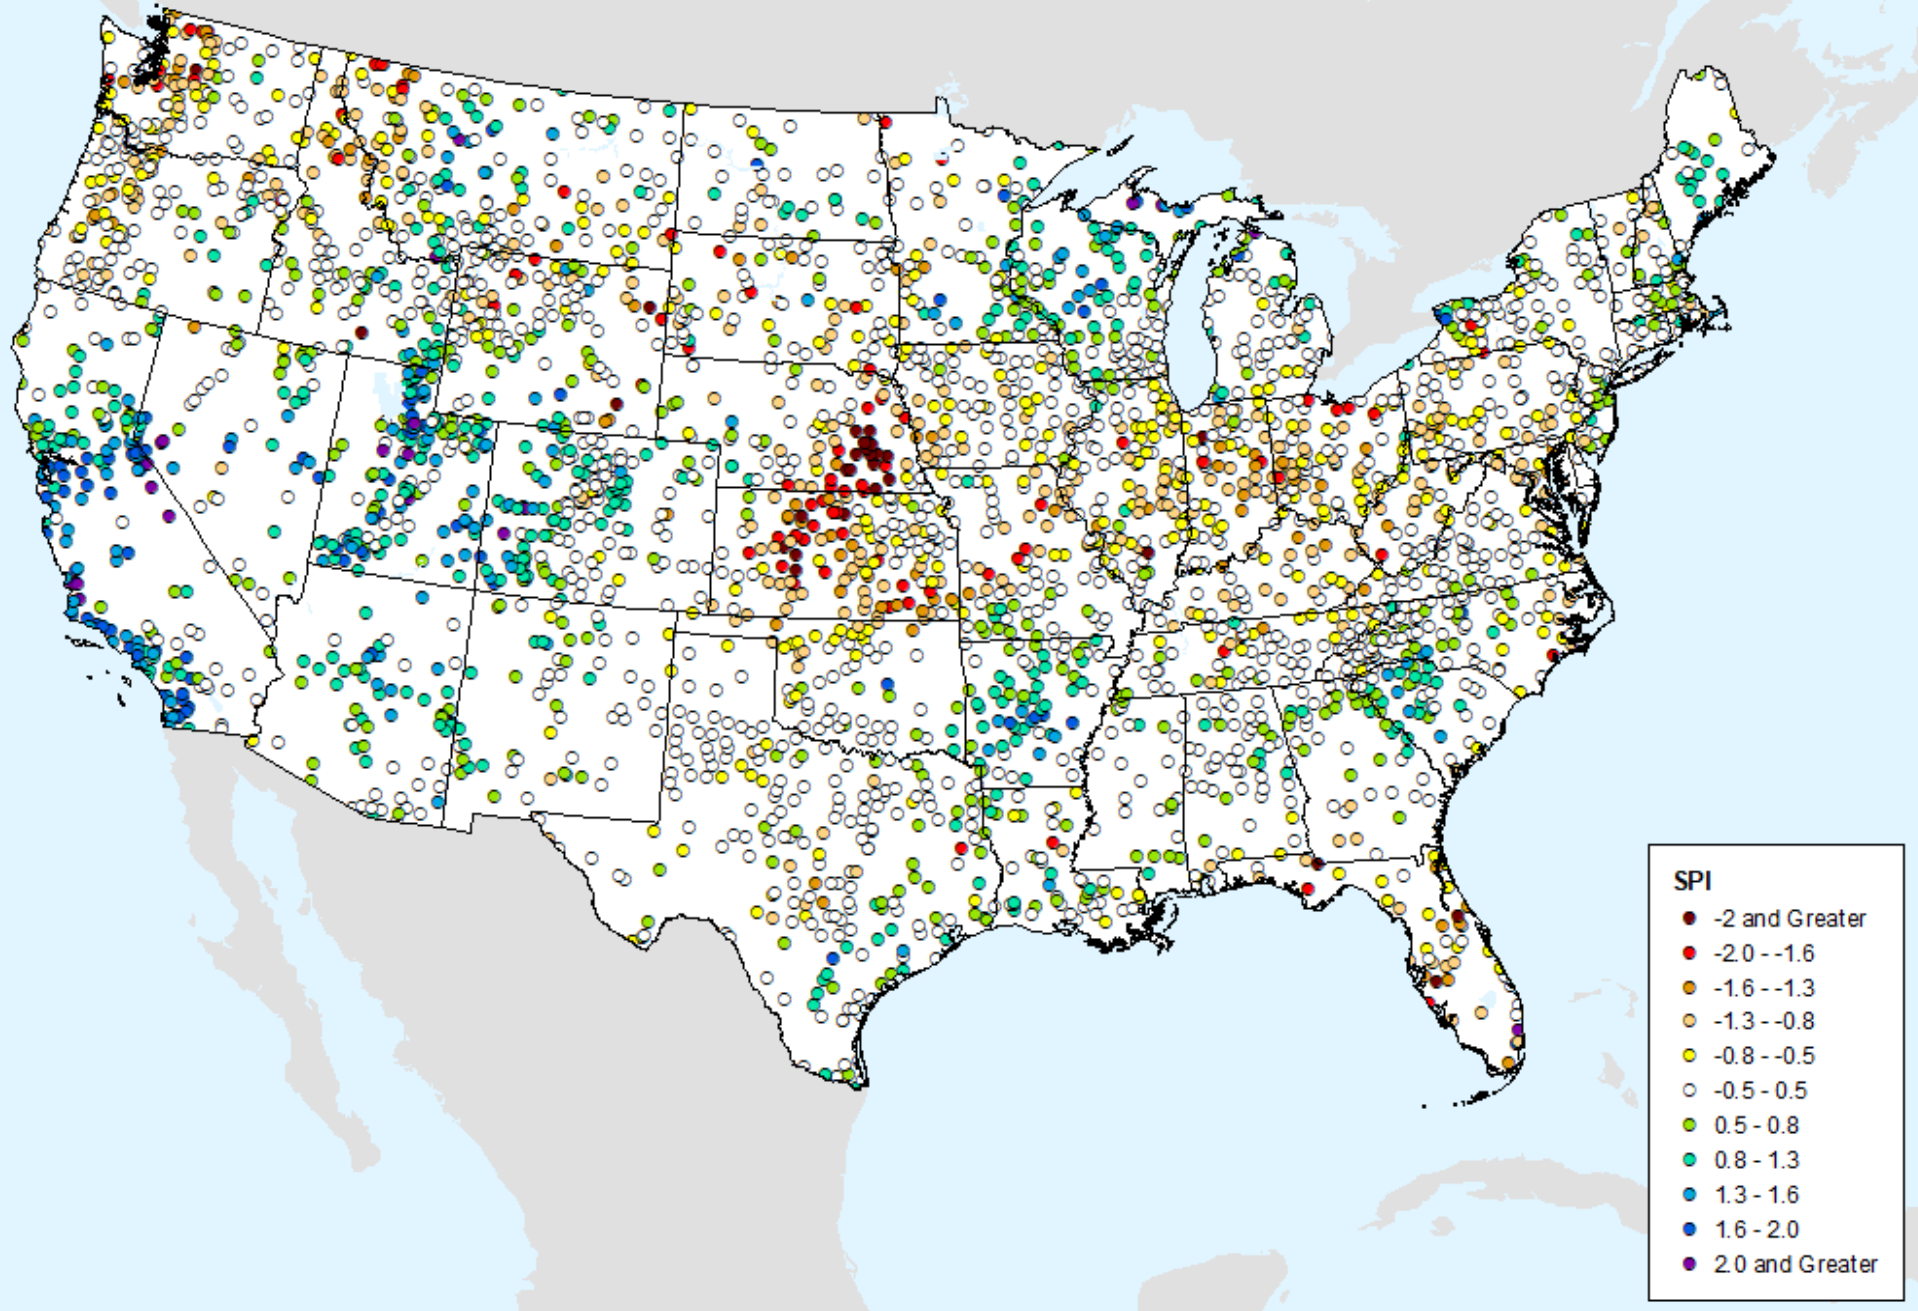 SPI
-2 and Greater
-2.0 - -1.6
-1.6 - -1.3
-1.3 - -0.8
-0.8 - -0.5
-0.5 - 0.5
0.5 - 0.8
0.8 - 1.3
1.3 - 1.6
1.6 - 2.0
2.0 and Greater